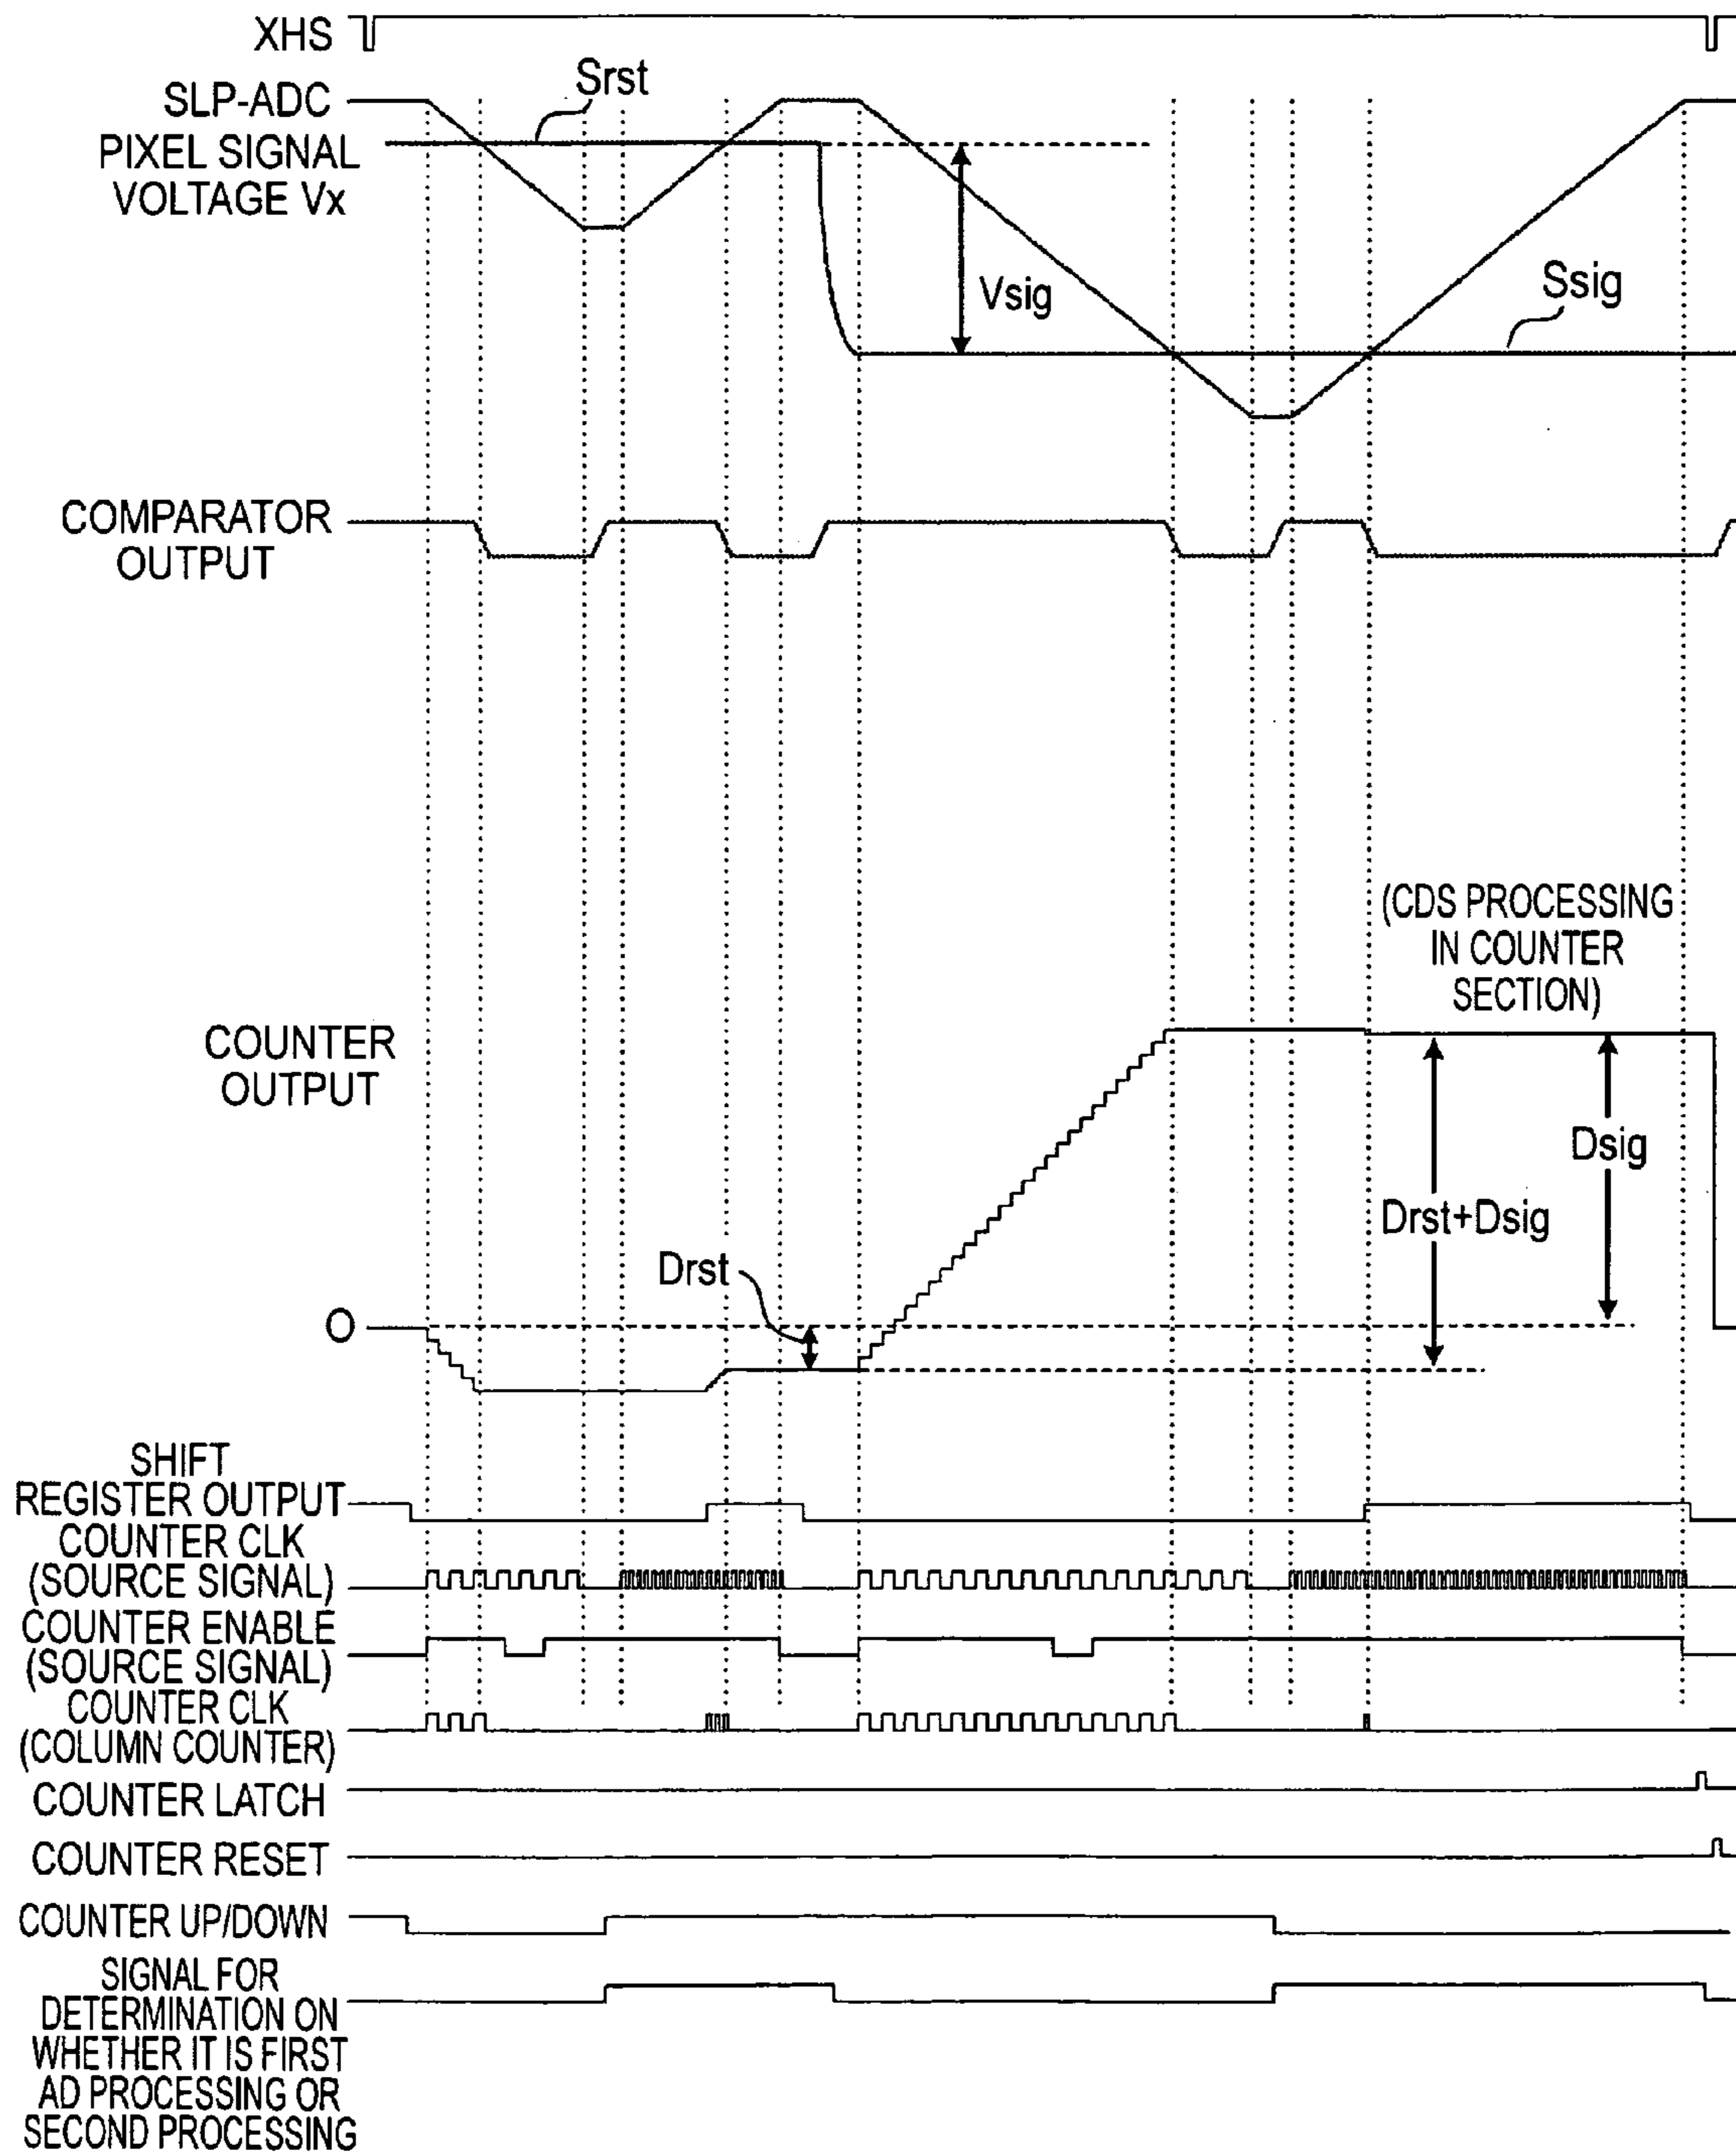 XHS
SLP-ADC
Srst
PIXEL SIGNAL
VOLTAGE Vx
Vsig
Ssig
COMPARATOR
OUTPUT
(CDS PROCESSING
IN COUNTER
SECTION)
COUNTER
OUTPUT
Dsig
Drst+Dsig
Drst
O
SHIFT
REGISTER OUTPUT
COUNTER CLK
(SOURCE SIGNAL)
COUNTER ENABLE
(SOURCE SIGNAL)
COUNTER CLK
(COLUMN COUNTER)
COUNTER LATCH
COUNTER RESET
COUNTER UP/DOWN
SIGNAL FOR
DETERMINATION ON
WHETHER IT IS FIRST
AD PROCESSING OR
SECOND PROCESSING